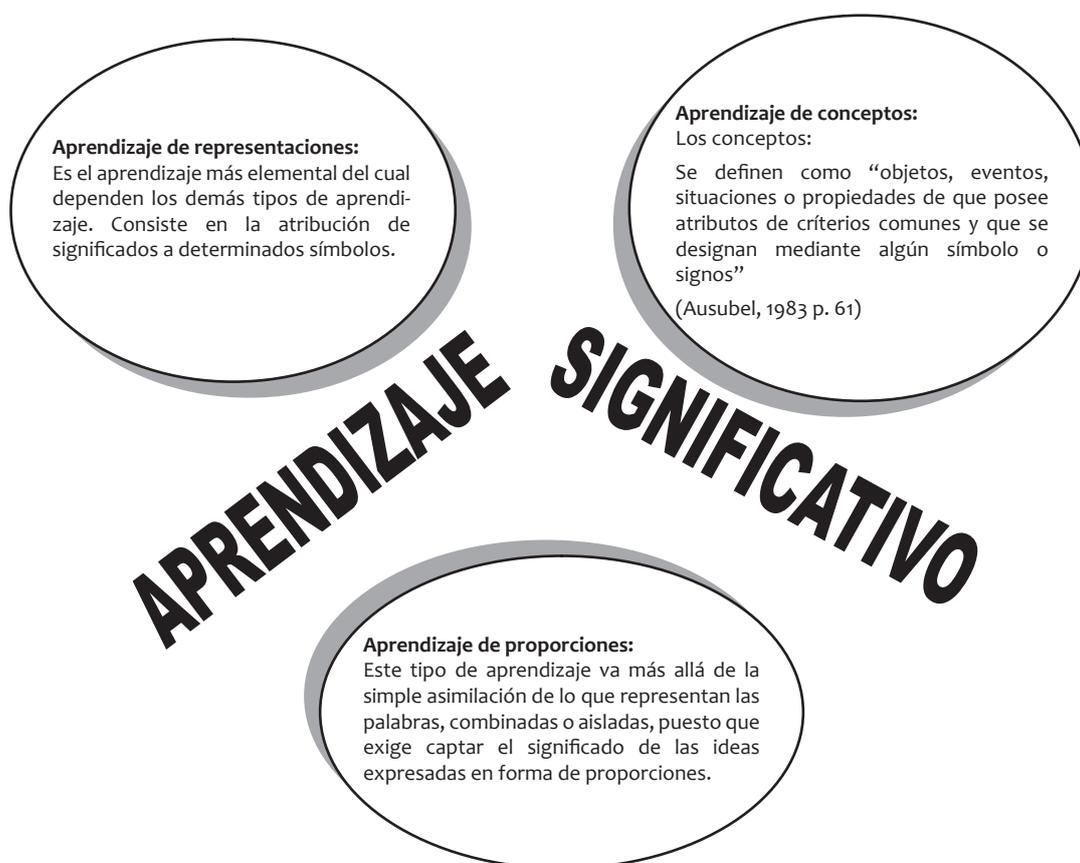 Aprendizaje de representaciones:
Es el aprendizaje más elemental del cual
dependen los demás tipos de aprendi-
zaje. Consiste en la atribución de
significados a determinados símbolos.
Aprendizaje de conceptos:
Los conceptos:
Se definen como “objetos, eventos,
situaciones o propiedades de que posee
atributos de críterios comunes y que se
designan mediante algún símbolo o
signos”
(Ausubel, 1983 p. 61)
APRENDIZAJE SIGNIFICATIVO
Aprendizaje de proporciones:
Este tipo de aprendizaje va más allá de la
simple asimilación de lo que representan las
palabras, combinadas o aisladas, puesto que
exige captar el significado de las ideas
expresadas en forma de proporciones.